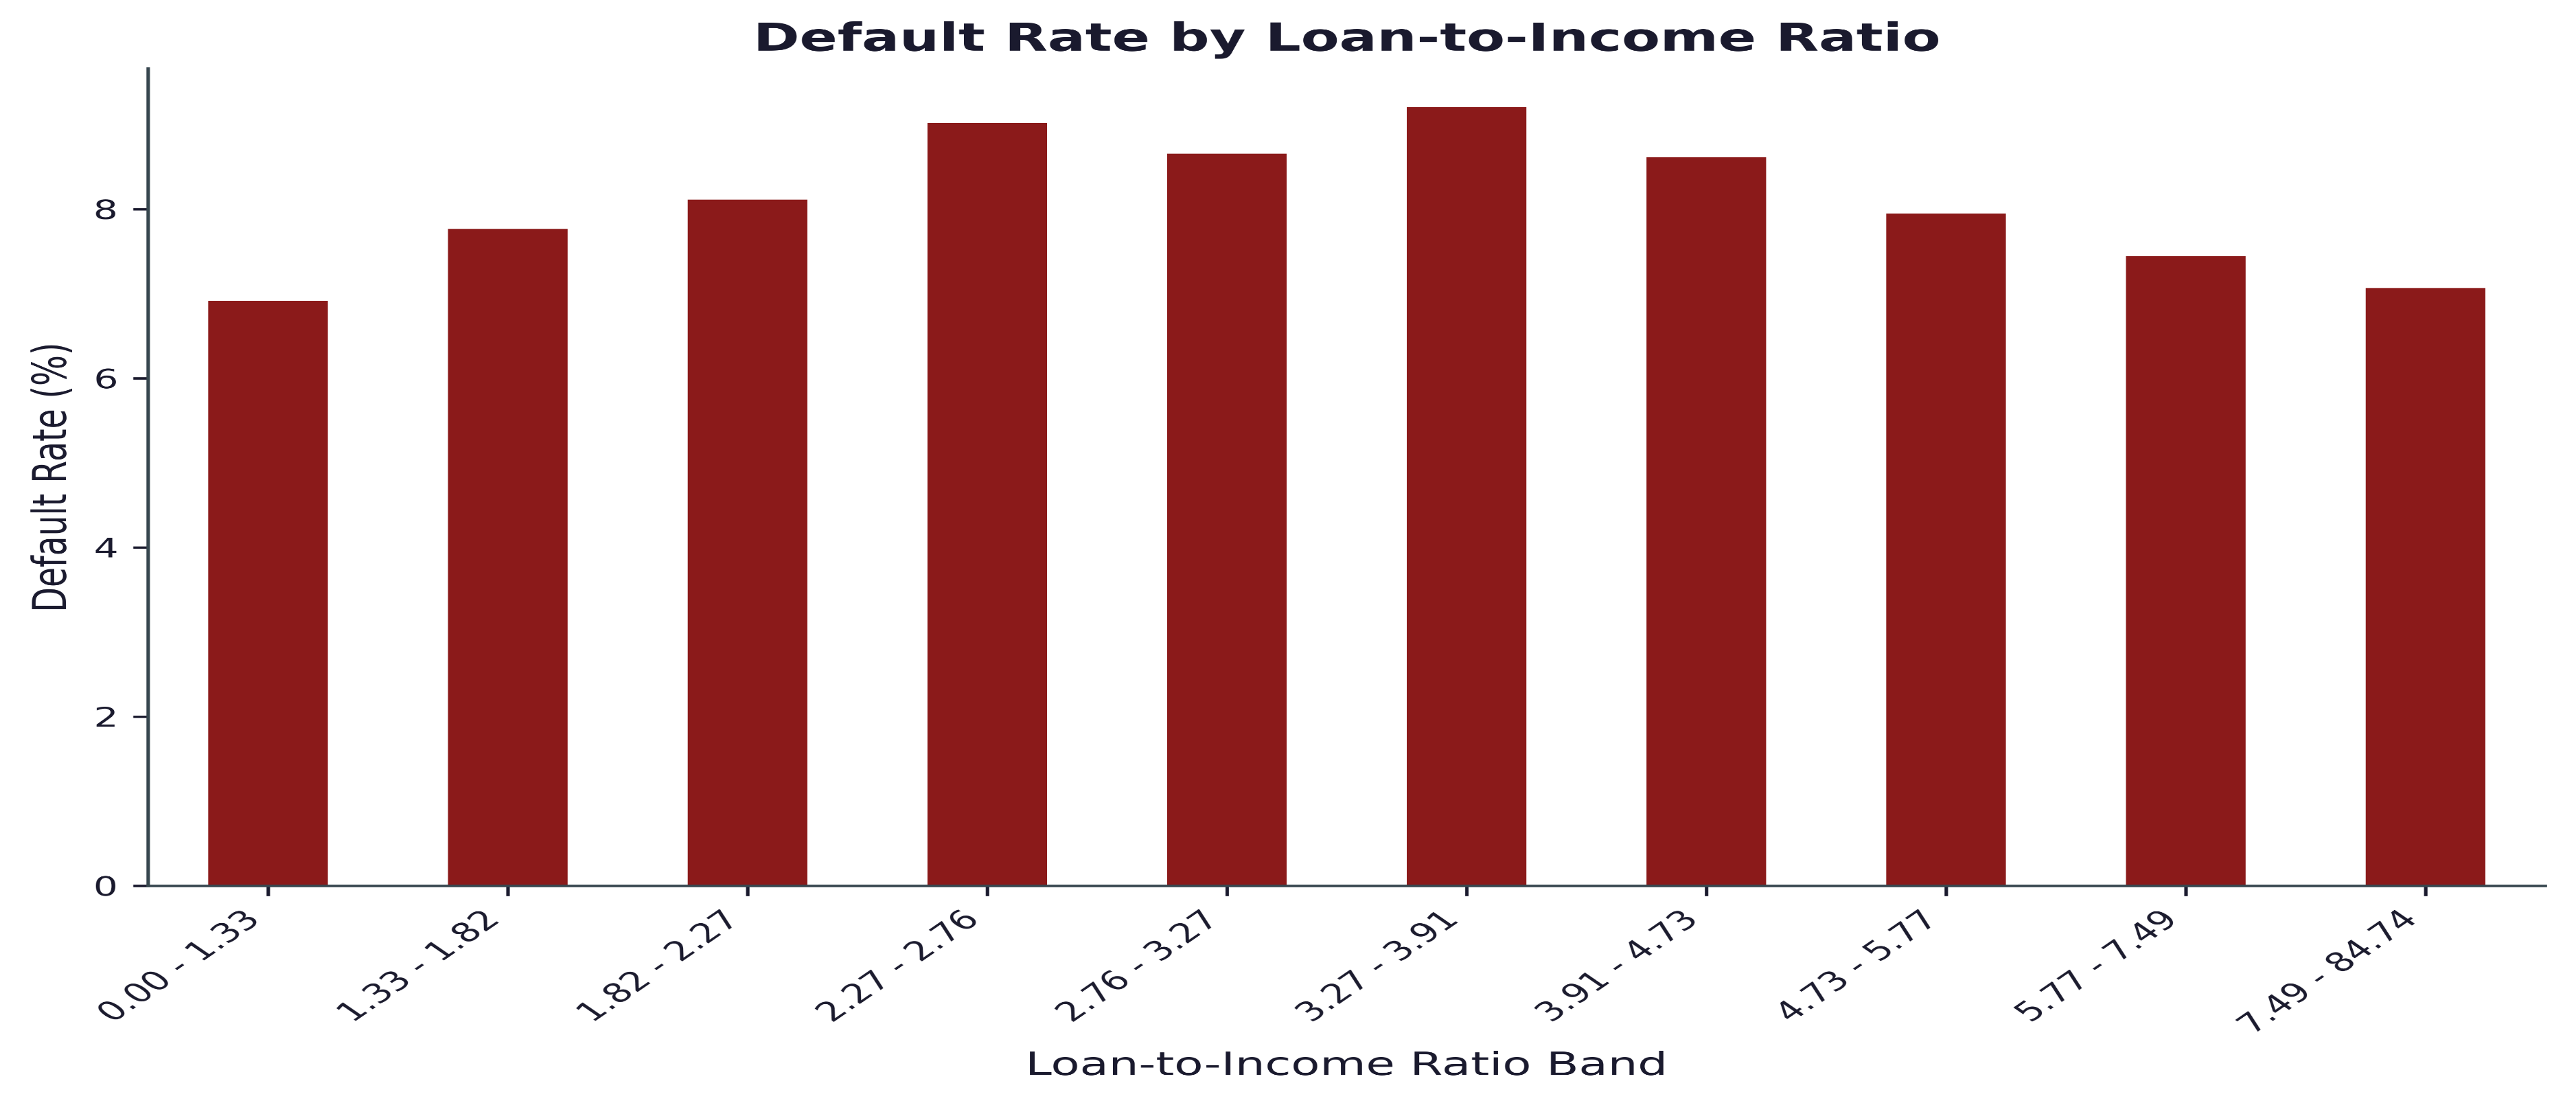 Default Rate by Loan-to-Income Ratio
Default Rate (%)
8
6
4
2
0
0.00 - 1.33
1.33 - 1.82
1.82 - 2.27
2.27 - 2.76
2.76 - 3.27
3.27 - 3.91
3.91 - 4.73
4.73 - 5.77
5.77 - 7.49
7.49 - 84.74
Loan-to-Income Ratio Band